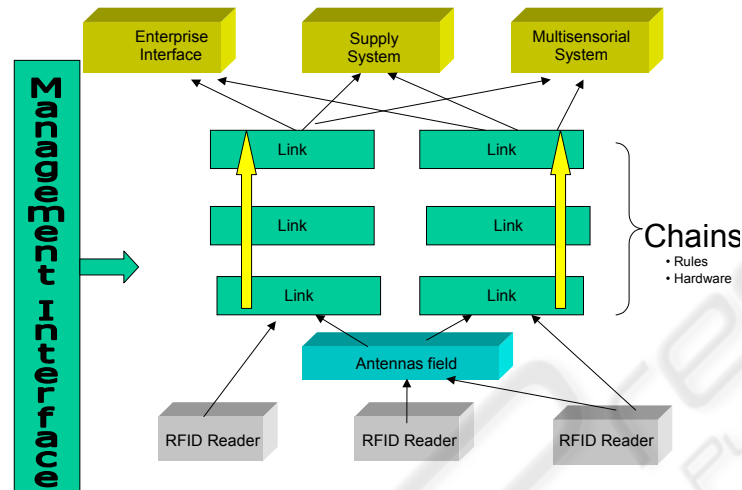 Management Interface
Enterprise
Interface
Supply
System
Multisensorial
System
Link
Link
Link
Link
Link
Link
Chains
• Rules
• Hardware
Antennas field
RFID Reader
RFID Reader
RFID Reader